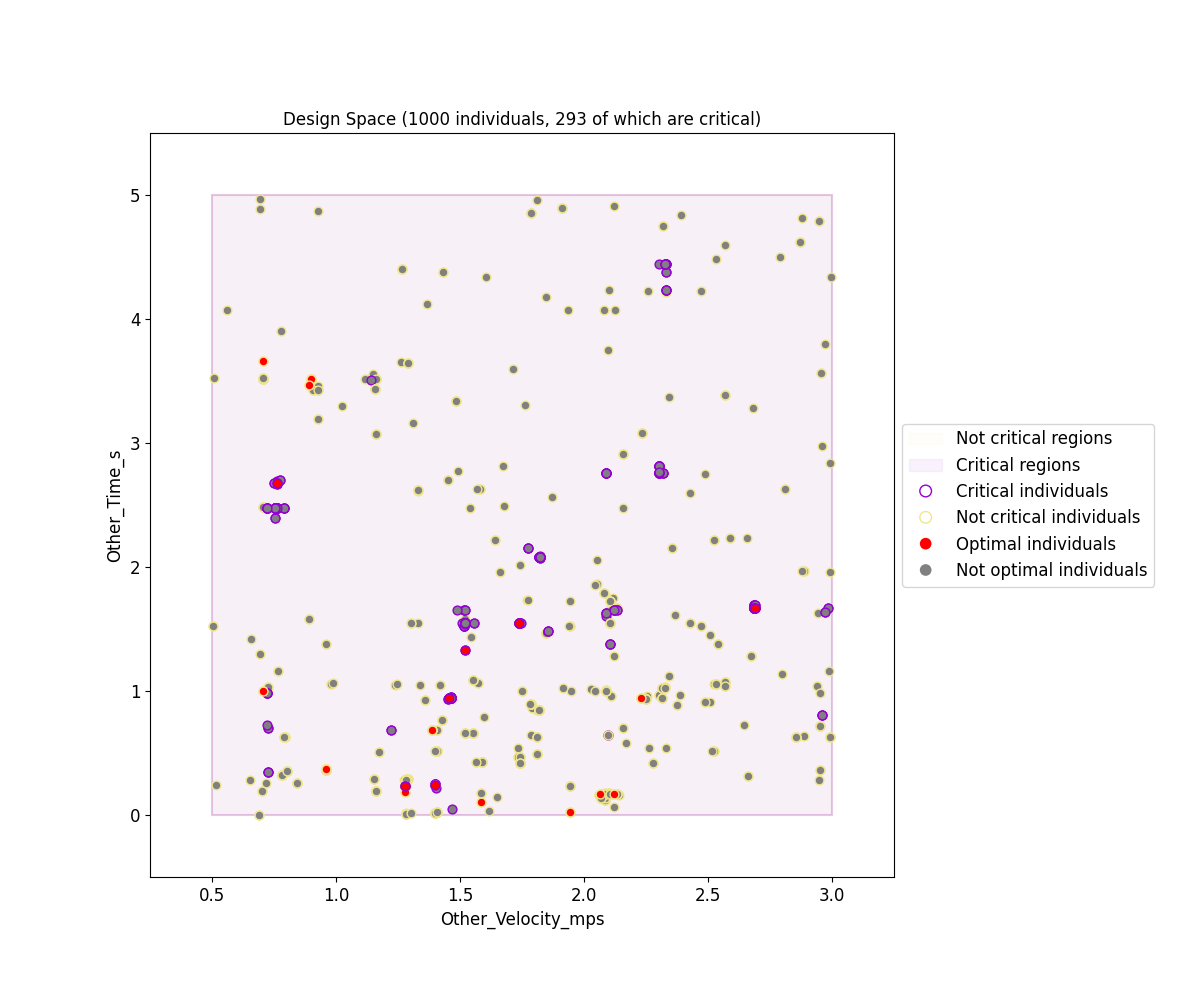 Design Space (1000 individuals, 293 of which are critical)
5
4
3
2
1
0
Other_Time_s
0.5 1.0 1.5 2.0 2.5 3.0
Other_Velocity_mps
Not critical regions
Critical regions
Critical individuals
Not critical individuals
Optimal individuals
Not optimal individuals